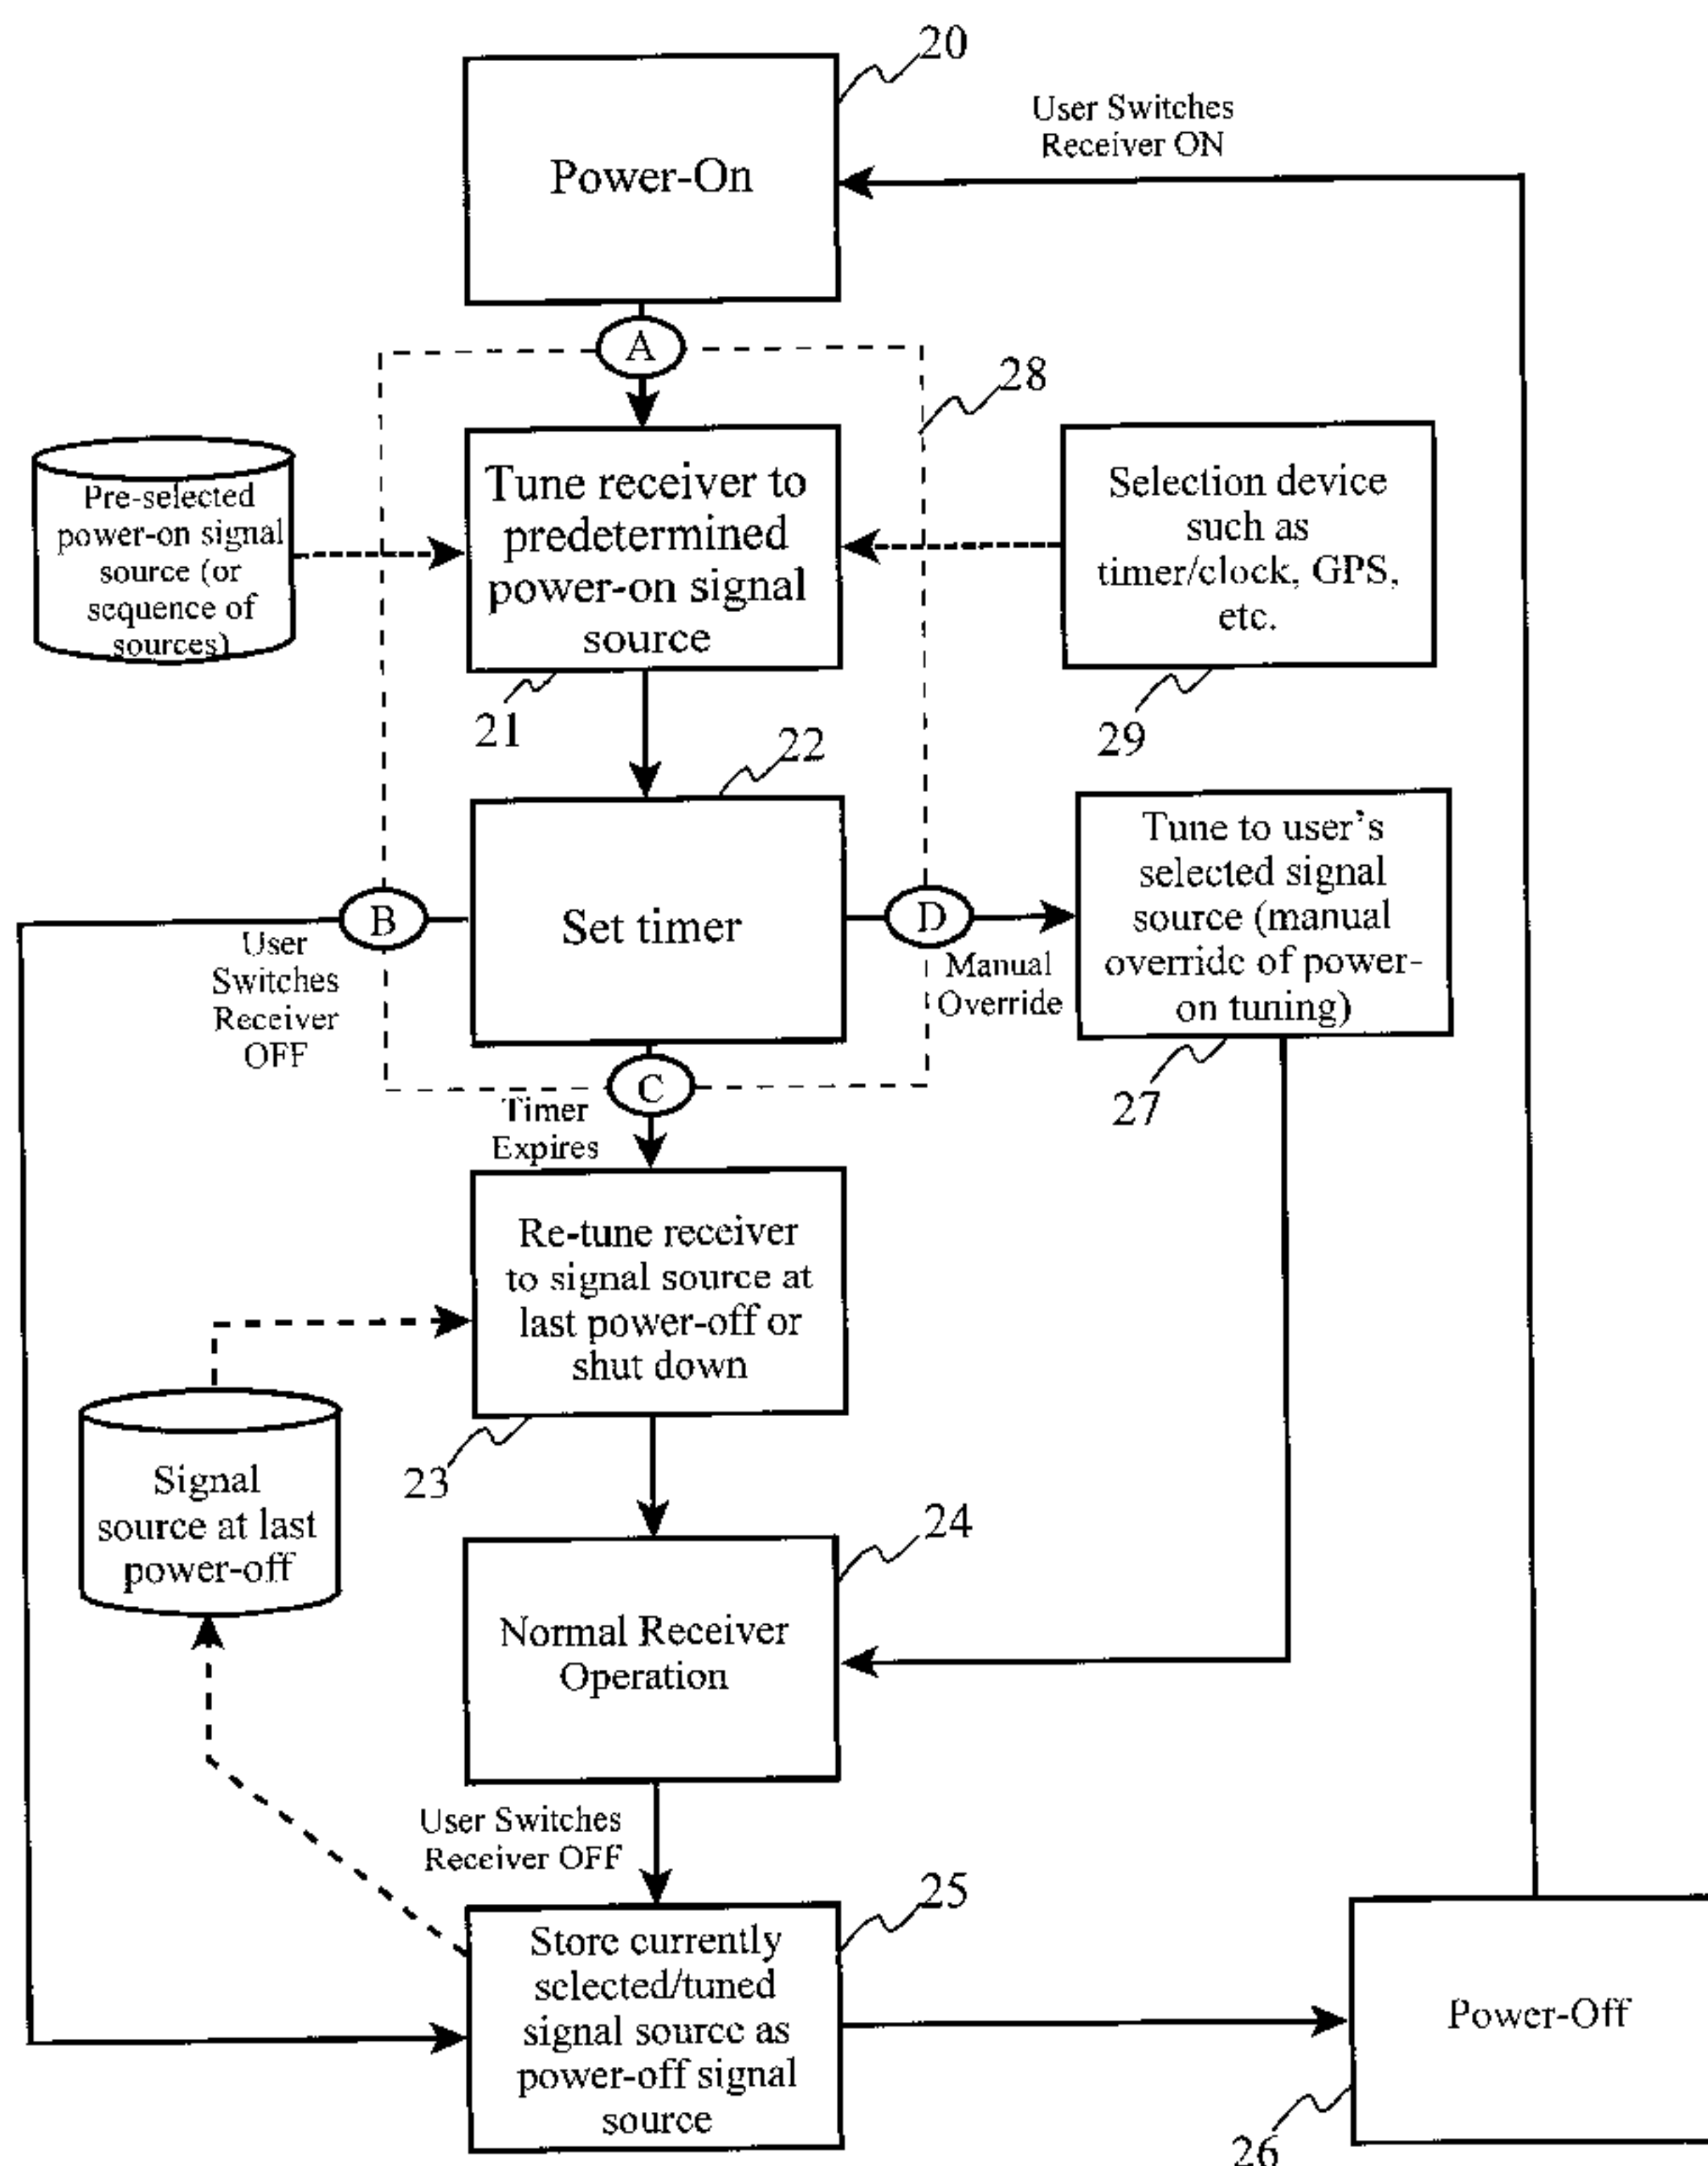 20
User Switches
Receiver ON
Power-On
A
28
Pre-selected
power-on signal
source (or
sequence of
sources)
Tune receiver to
predetermined
power-on signal
source
Selection device
such as
timer/clock, GPS,
etc.
21
29
22
Set timer
B
User
Switches
Receiver
OFF
D
Manual
Override
Tune to user's
selected signal
source (manual
override of power-
on tuning)
27
C
Timer
Expires
Re-tune receiver
to signal source at
last power-off or
shut down
23
Signal
source at last
power-off
24
Normal Receiver
Operation
User Switches
Receiver OFF
25
Store currently
selected/tuned
signal source as
power-off signal
source
Power-Off
26